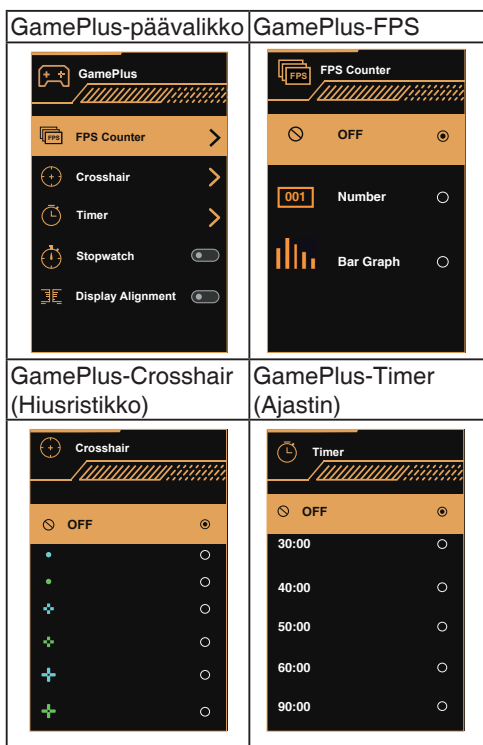 GamePlus-päävalikko
GamePlus
FPS
FPS Counter
Crosshair
Timer
Stopwatch
Display Alignment
GamePlus-FPS
FPS
FPS Counter
OFF
001 Number
Bar Graph
GamePlus-Crosshair
(Hiusristikko)
Crosshair
OFF
GamePlus-Timer
(Ajastin)
Timer
OFF
30:00
40:00
50:00
60:00
90:00